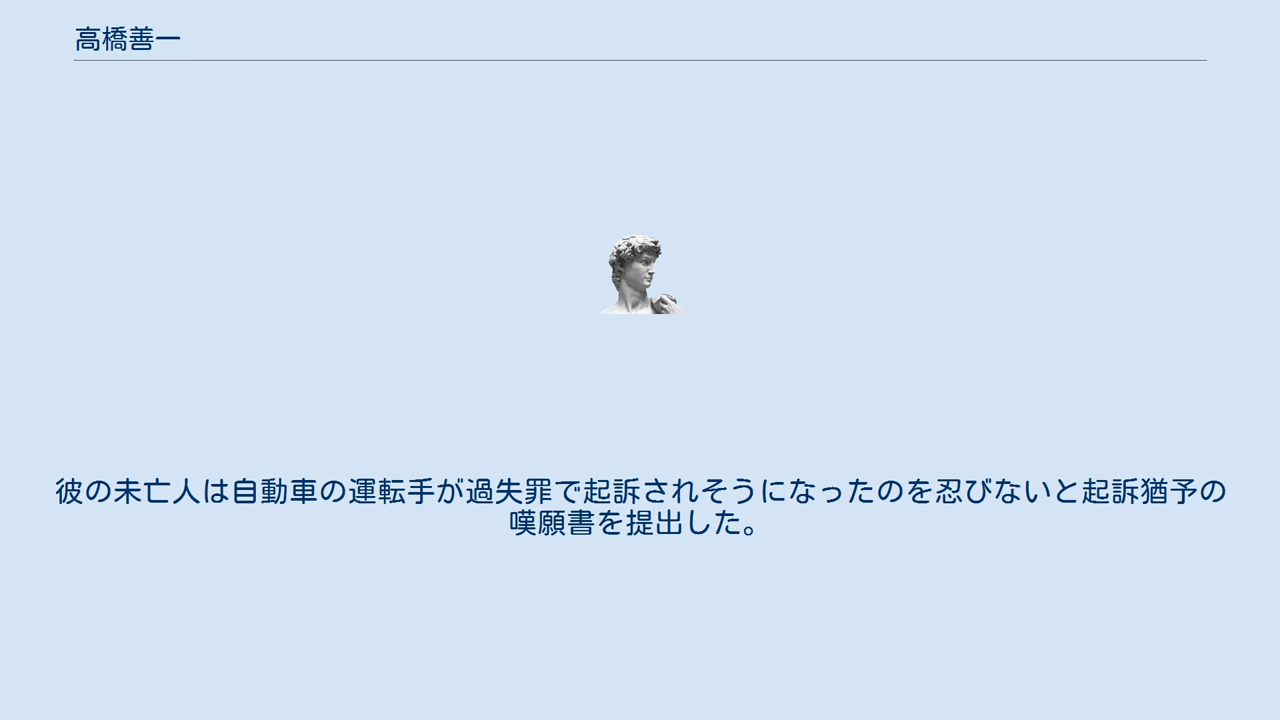 高橋善一
彼の未亡人は自動車の運転手が過失罪で起訴されそうになったのを忍びないと起訴猶予の
嘆願書を提出した。